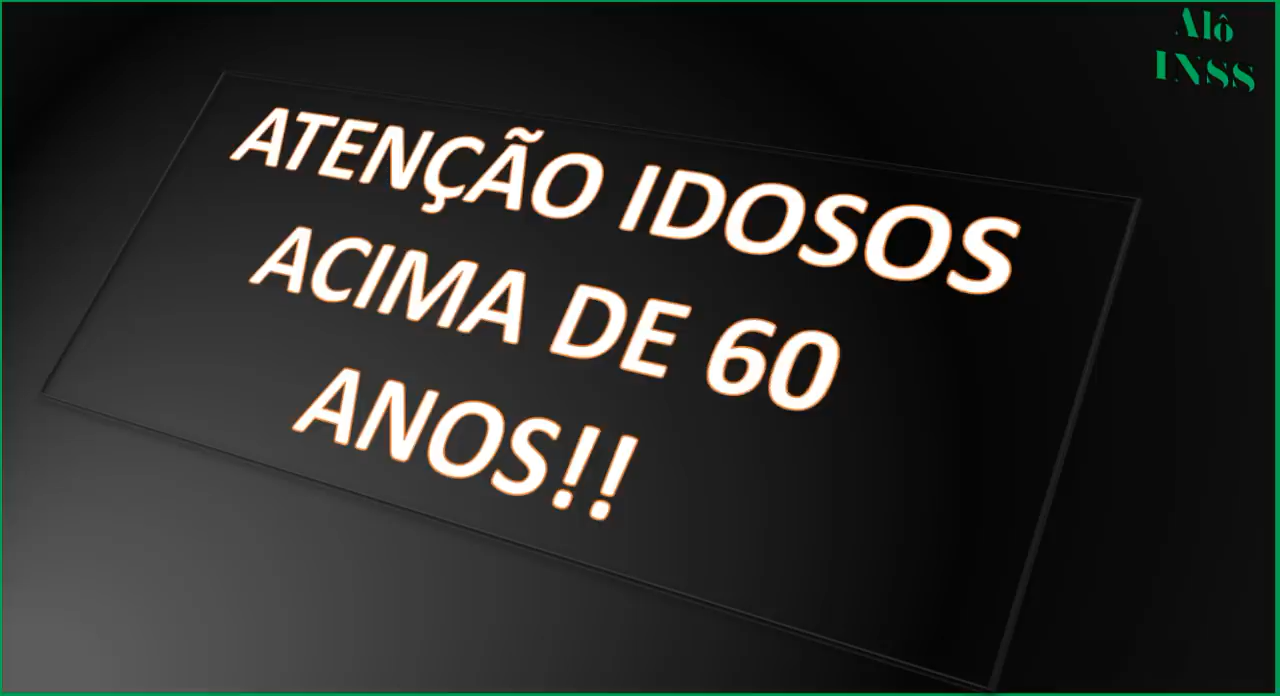 Alô
INSS
ATENÇÃO IDOSOS
ACIMA DE 60
ANOS!!